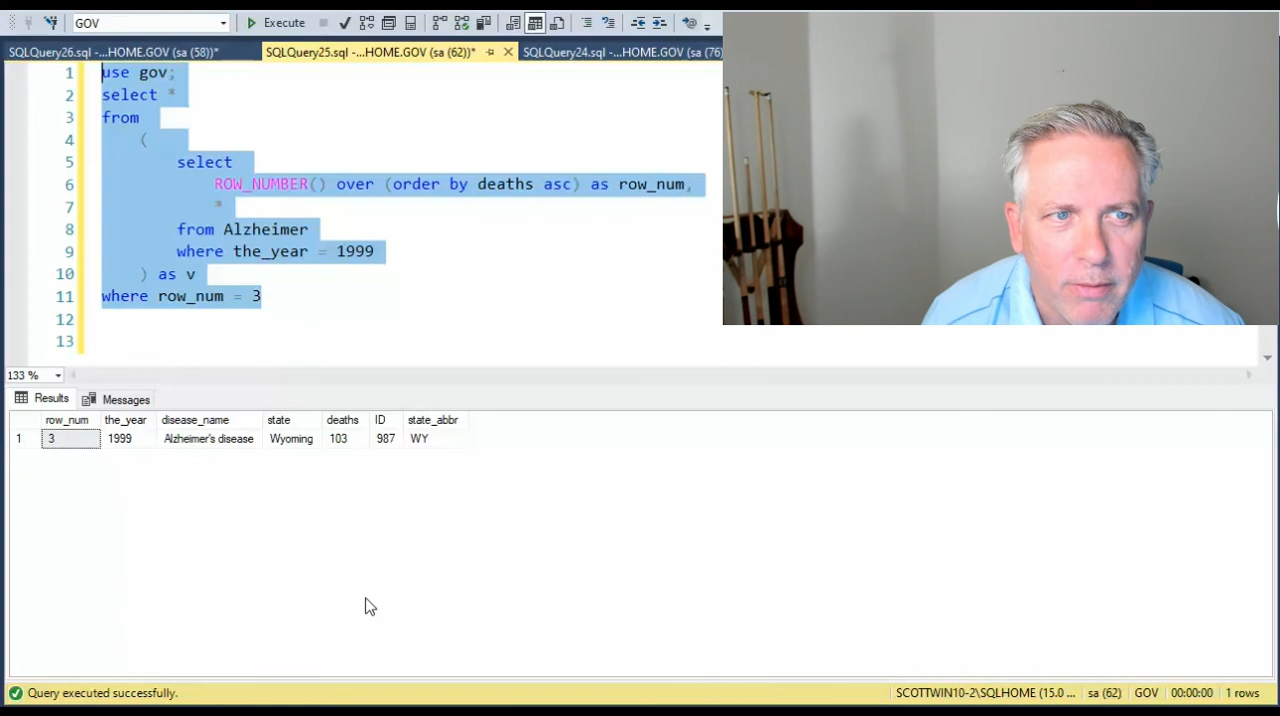 GOV Execute
SQLQuery26.sql -...HOME.GOV (sa (58))* SQLQuery25.sql -...HOME.GOV (sa (62))* SQLQuery24.sql -...HOME.GOV (sa (76)
1 use gov;
2 select *
3 from
4 (
5 select
6 ROW_NUMBER() over (order by deaths asc) as row_num,
7 *
8 from Alzheimer
9 where the_year = 1999
10 ) as v
11 where row_num = 3
12
13
133 %
Results Messages
row_num the_year disease_name state deaths ID state_abbr
1 3 1999 Alzheimer's disease Wyoming 103 987 WY
Query executed successfully. SCOTTWIN10-2\SQLHOME (15.0 ... sa (62) GOV 00:00:00 1 rows